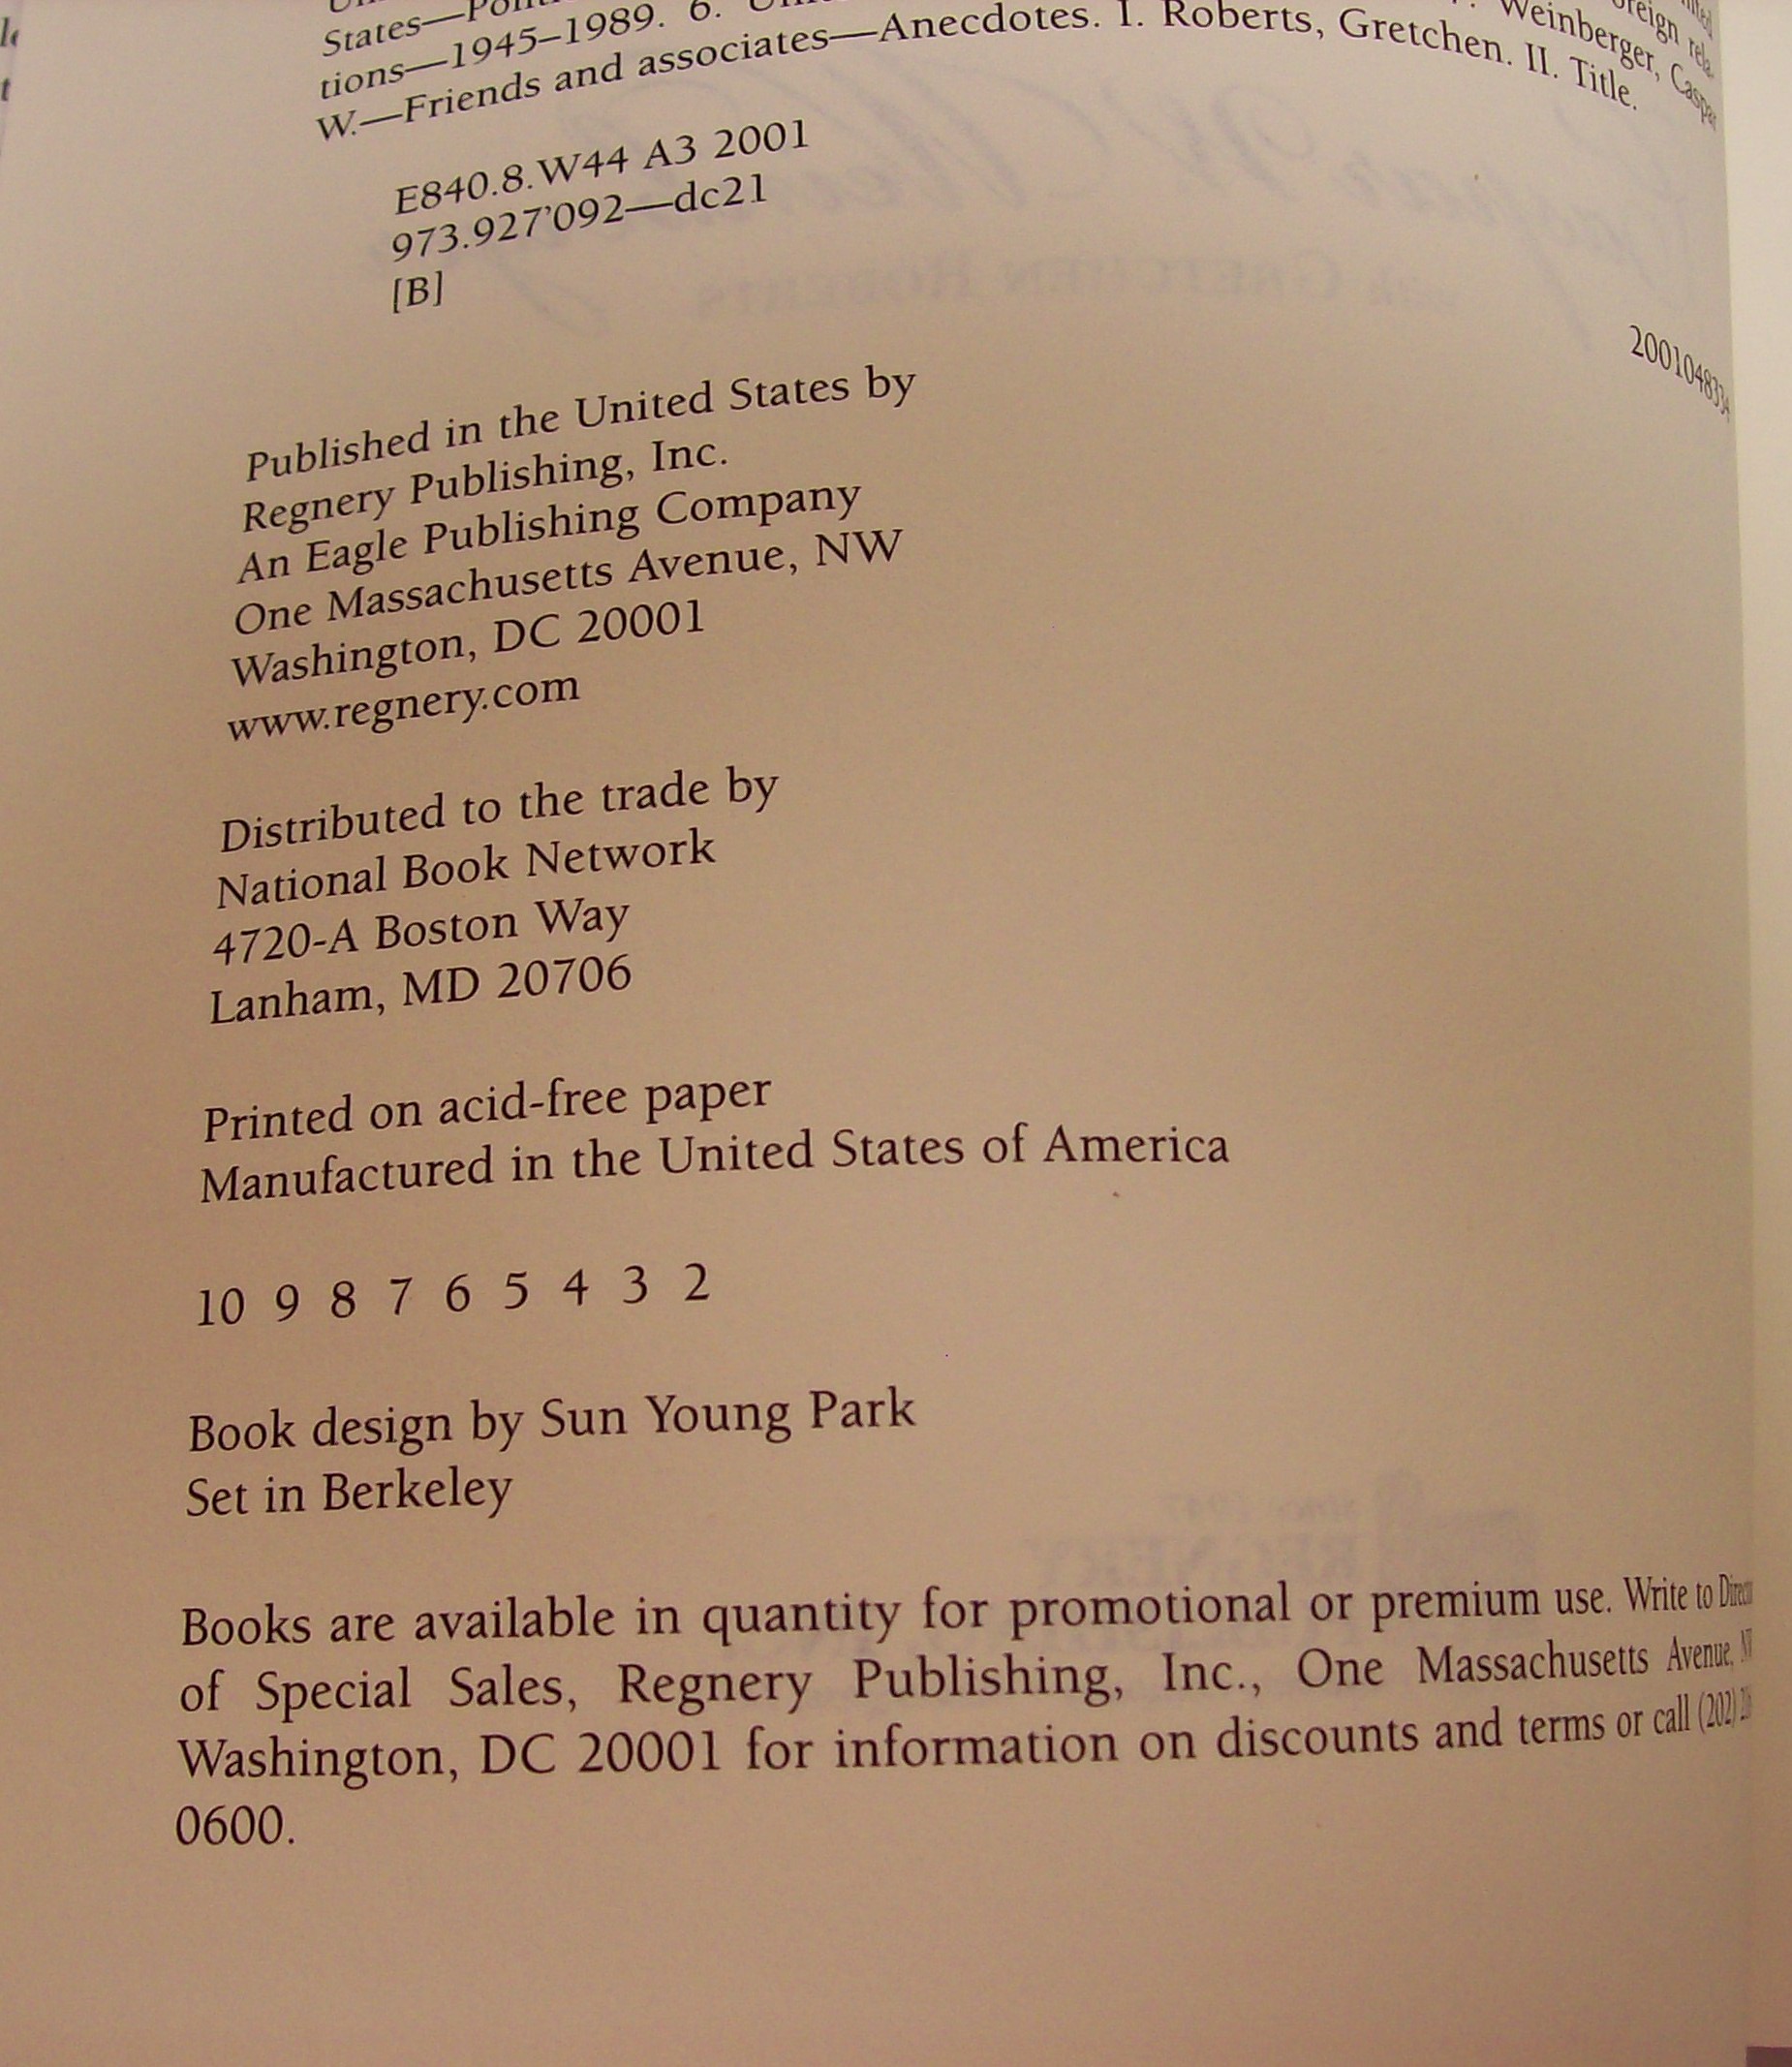 States—
tions—1945–1989. 6.
Weinberger, Caspar
W.—Friends and associates—Anecdotes. I. Roberts, Gretchen. II. Title.
E840.8.W44 A3 2001
973.927'092—dc21
[B]
2001048334
Published in the United States by
Regnery Publishing, Inc.
An Eagle Publishing Company
One Massachusetts Avenue, NW
Washington, DC 20001
www.regnery.com
Distributed to the trade by
National Book Network
4720-A Boston Way
Lanham, MD 20706
Printed on acid-free paper
Manufactured in the United States of America
10 9 8 7 6 5 4 3 2
Book design by Sun Young Park
Set in Berkeley
Books are available in quantity for promotional or premium use. Write to
of Special Sales, Regnery Publishing, Inc., One Massachusetts Avenue,
Washington, DC 20001 for information on discounts and terms or call (202)
0600.